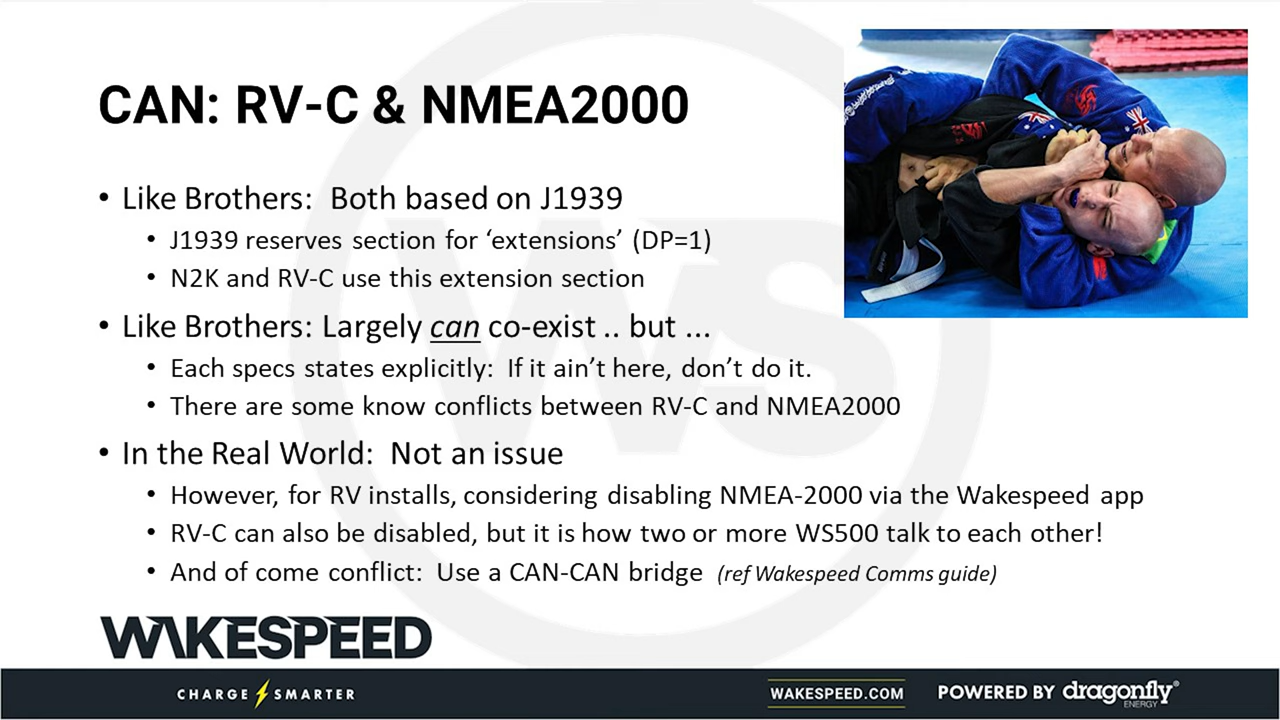 CAN: RV-C & NMEA2000
• Like Brothers: Both based on J1939
• J1939 reserves section for ‘extensions’ (DP=1)
• N2K and RV-C use this extension section
• Like Brothers: Largely can co-exist .. but ...
• Each specs states explicitly: If it ain’t here, don’t do it.
• There are some know conflicts between RV-C and NMEA2000
• In the Real World: Not an issue
• However, for RV installs, considering disabling NMEA-2000 via the Wakespeed app
• RV-C can also be disabled, but it is how two or more WS500 talk to each other!
• And of come conflict: Use a CAN-CAN bridge (ref Wakespeed Comms guide)
WS
WAKESPEED
CHARGE SMARTER
WAKESPEED.COM
POWERED BY dragonfly®
ENERGY